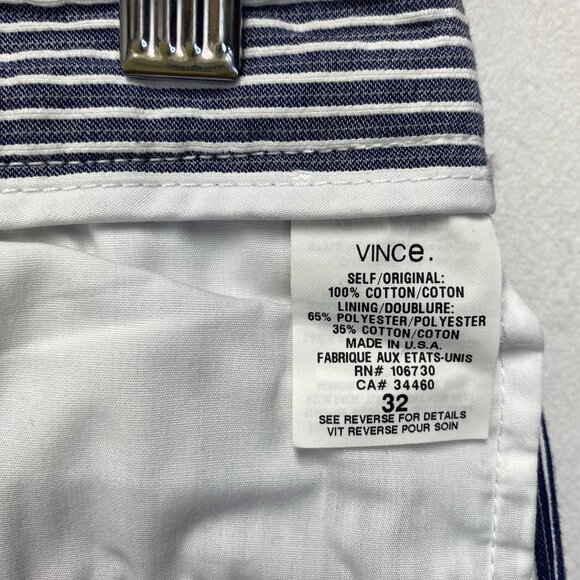 VINCe.
SELF/ORIGINAL:
100% COTTON/COTON
LINING/DOUBLURE:
65% POLYESTER/POLYESTER
35% COTTON/COTON
MADE IN U.S.A.
FABRIQUE AUX ETATS-UNIS
RN# 106730
CA# 34460
32
SEE REVERSE FOR DETAILS
VIT REVERSE POUR SOIN